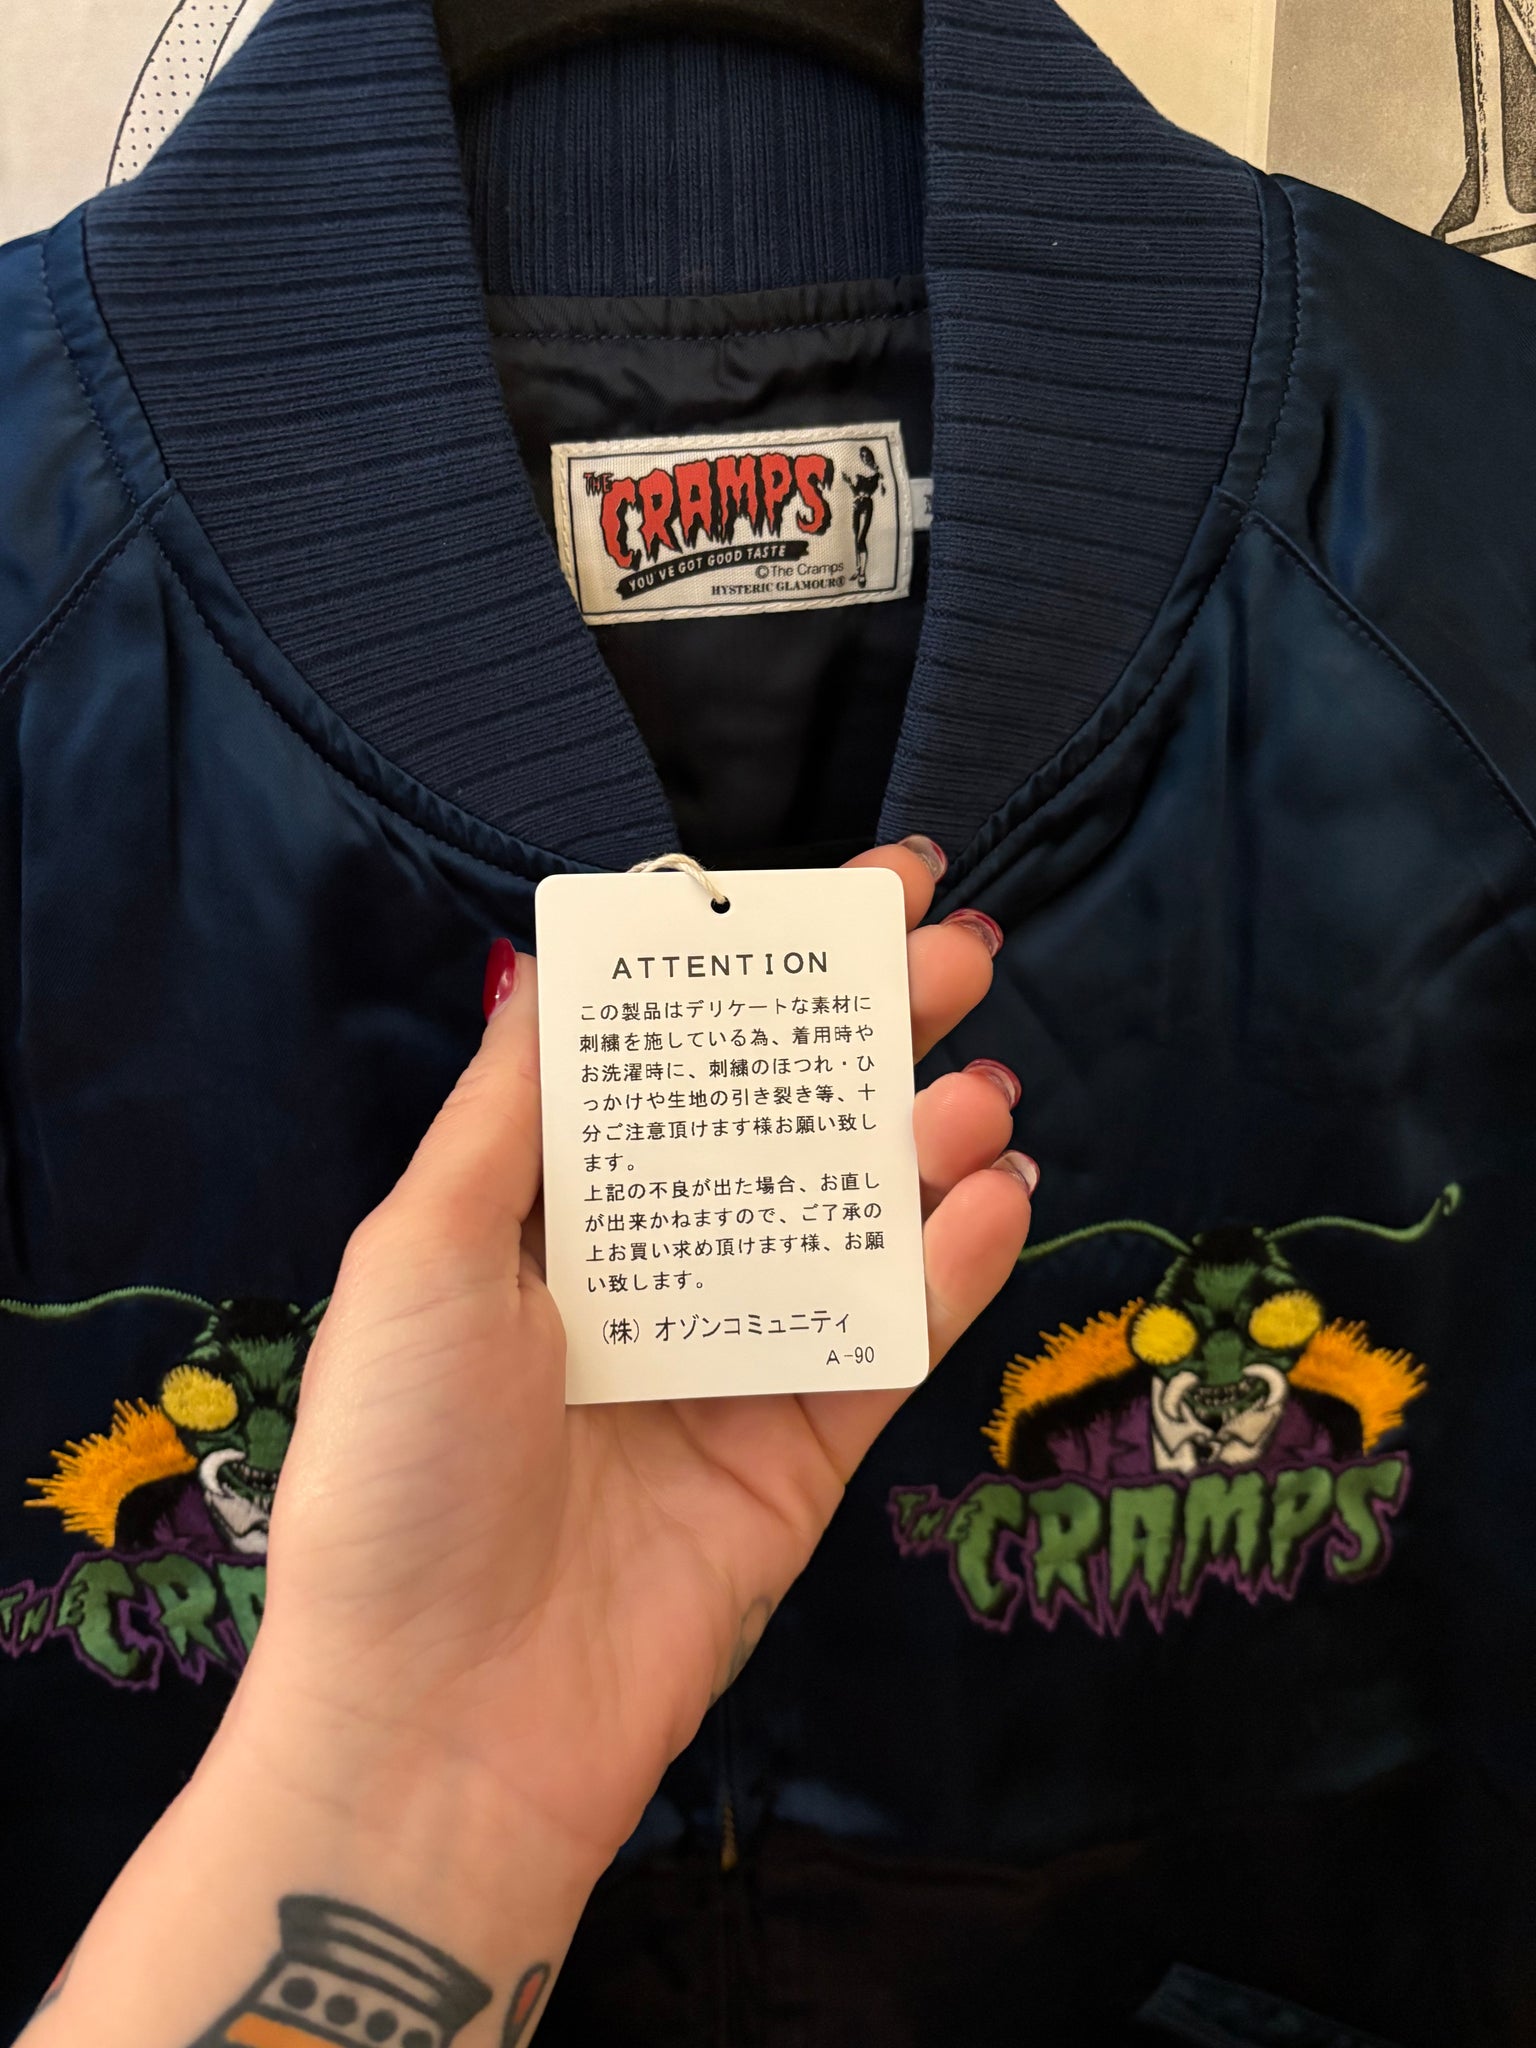 THE CRAMPS
YOU'VE GOT GOOD TASTE
©The Cramps
HYSTERIC GLAMOUR®
ATTENTION
この製品はデリケートな素材に
刺繍を施している為、着用時や
お洗濯時に、刺繍のほつれ・ひ
っかけや生地の引き裂き等、十
分ご注意頂けます様お願い致し
ます。
上記の不良が出た場合、お直し
が出来かねますので、ご了承の
上お買い求め頂けます様、お願
い致します。
(株) オゾンコミュニティ
A-90
THE CR
THE CRAMPS